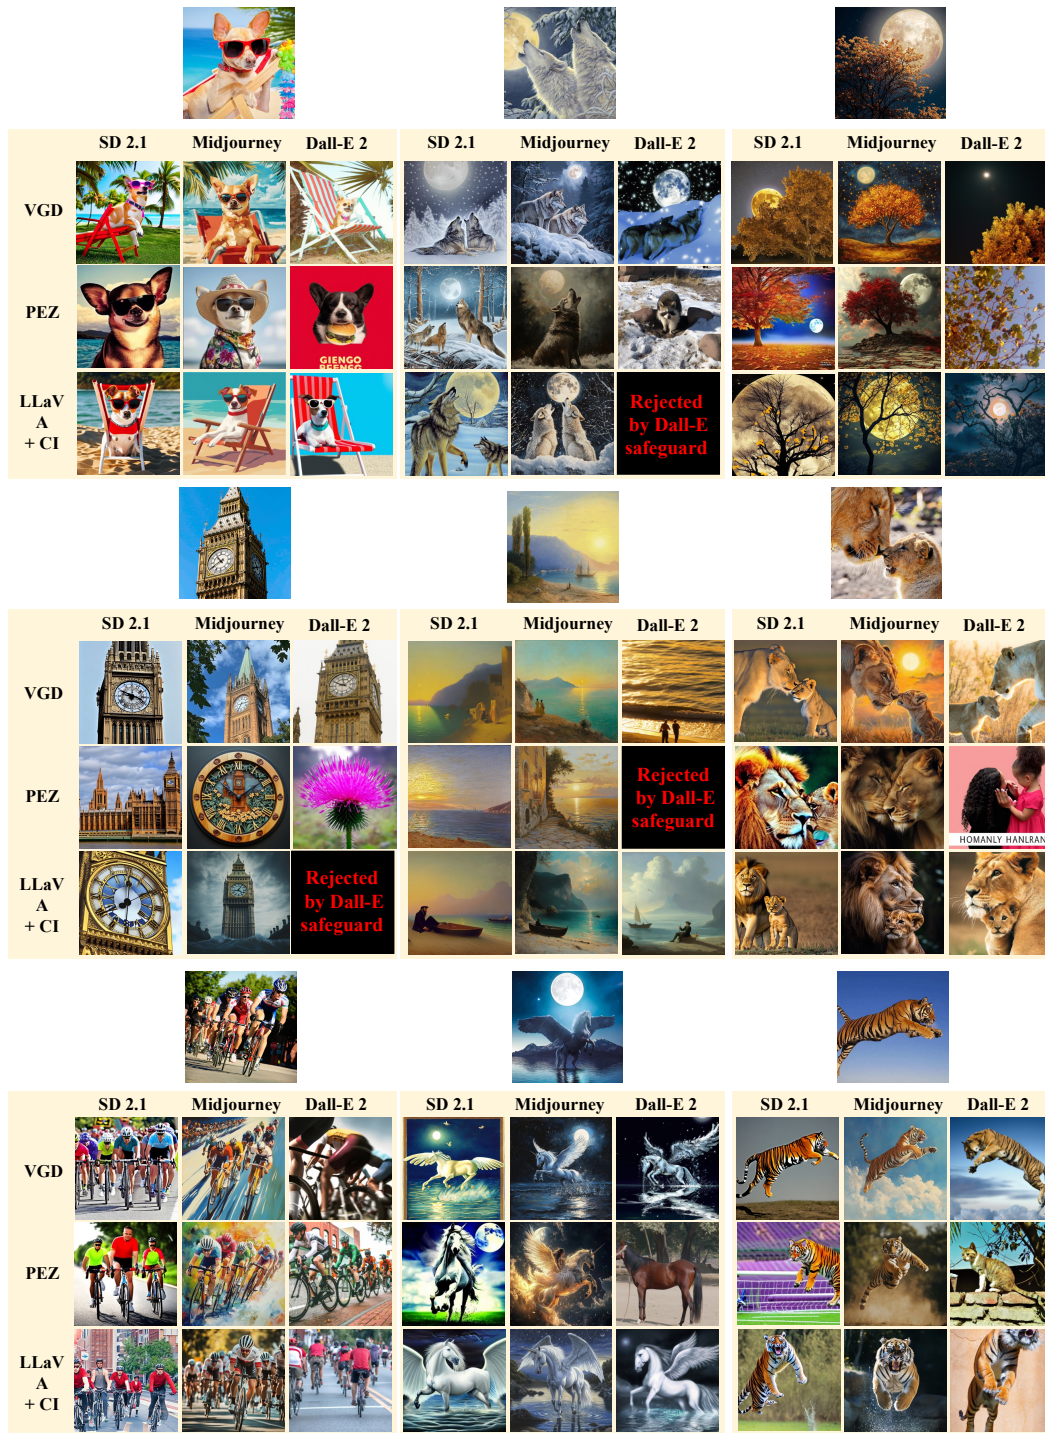 SD 2.1 Midjourney Dall-E 2
SD 2.1 Midjourney Dall-E 2
SD 2.1 Midjourney Dall-E 2
VGD
PEZ
GIENGO
LLaV
A
+ CI
Rejected
by Dall-E
safeguard
SD 2.1 Midjourney Dall-E 2
SD 2.1 Midjourney Dall-E 2
SD 2.1 Midjourney Dall-E 2
VGD
PEZ
Rejected
by Dall-E
safeguard
HOMANLY HANLRAN
LLaV
A
+ CI
Rejected
by Dall-E
safeguard
SD 2.1 Midjourney Dall-E 2
SD 2.1 Midjourney Dall-E 2
SD 2.1 Midjourney Dall-E 2
VGD
PEZ
LLaV
A
+ CI